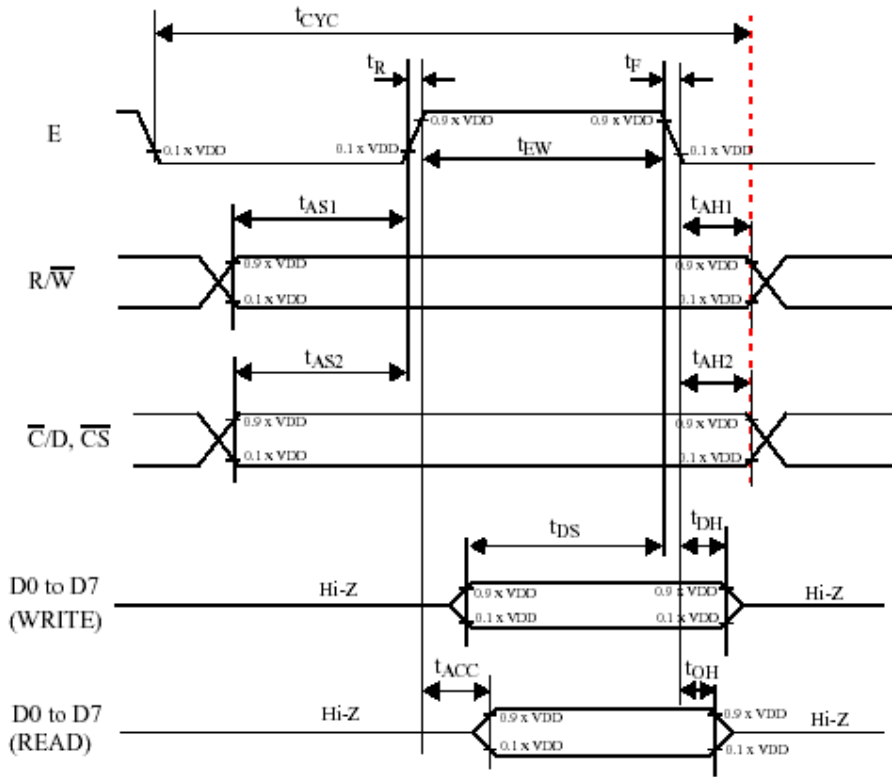 tCYC
tR
tF
E
0.9 x VDD
0.9 x VDD
0.1 x VDD
0.1 x VDD
tEW
0.1 x VDD
tAS1
tAH1
R/W̅
0.9 x VDD
0.9 x VDD
0.1 x VDD
0.1 x VDD
tAS2
tAH2
C̅/D, C̅S̅
0.9 x VDD
0.9 x VDD
0.1 x VDD
0.1 x VDD
tDS
tDH
D0 to D7
(WRITE)
Hi-Z
0.9 x VDD
0.9 x VDD
Hi-Z
0.1 x VDD
0.1 x VDD
tACC
tOH
D0 to D7
(READ)
Hi-Z
0.9 x VDD
0.9 x VDD
Hi-Z
0.1 x VDD
0.1 x VDD